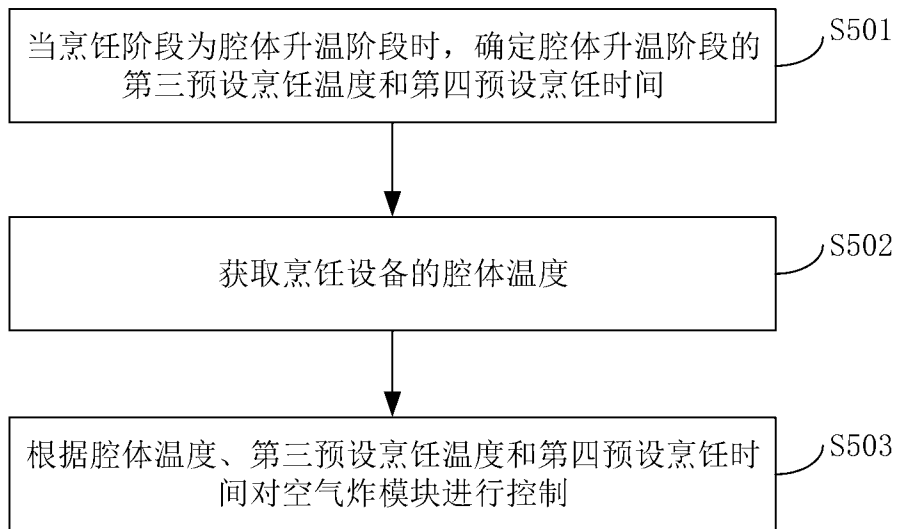 当烹饪阶段为腔体升温阶段时，确定腔体升温阶段的
第三预设烹饪温度和第四预设烹饪时间
S501
获取烹饪设备的腔体温度
S502
根据腔体温度、第三预设烹饪温度和第四预设烹饪时
间对空气炸模块进行控制
S503